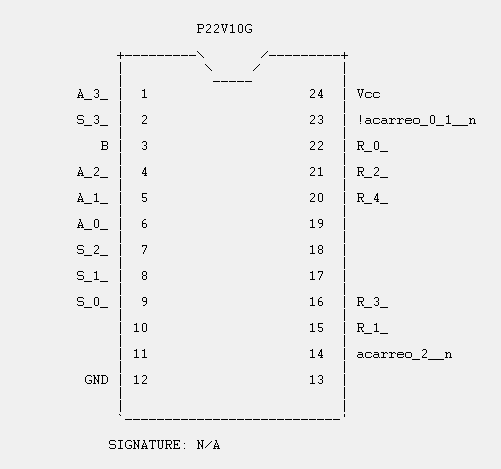 P22V10G
+---------\ /---------+
A_3_ | 1 24 | Vcc
S_3_ | 2 23 | !acarreo_0_1__n
B | 3 22 | R_0_
A_2_ | 4 21 | R_2_
A_1_ | 5 20 | R_4_
A_0_ | 6 19 |
S_2_ | 7 18 |
S_1_ | 8 17 |
S_0_ | 9 16 | R_3_
| 10 15 | R_1_
| 11 14 | acarreo_2__n
GND | 12 13 |
SIGNATURE: N/A